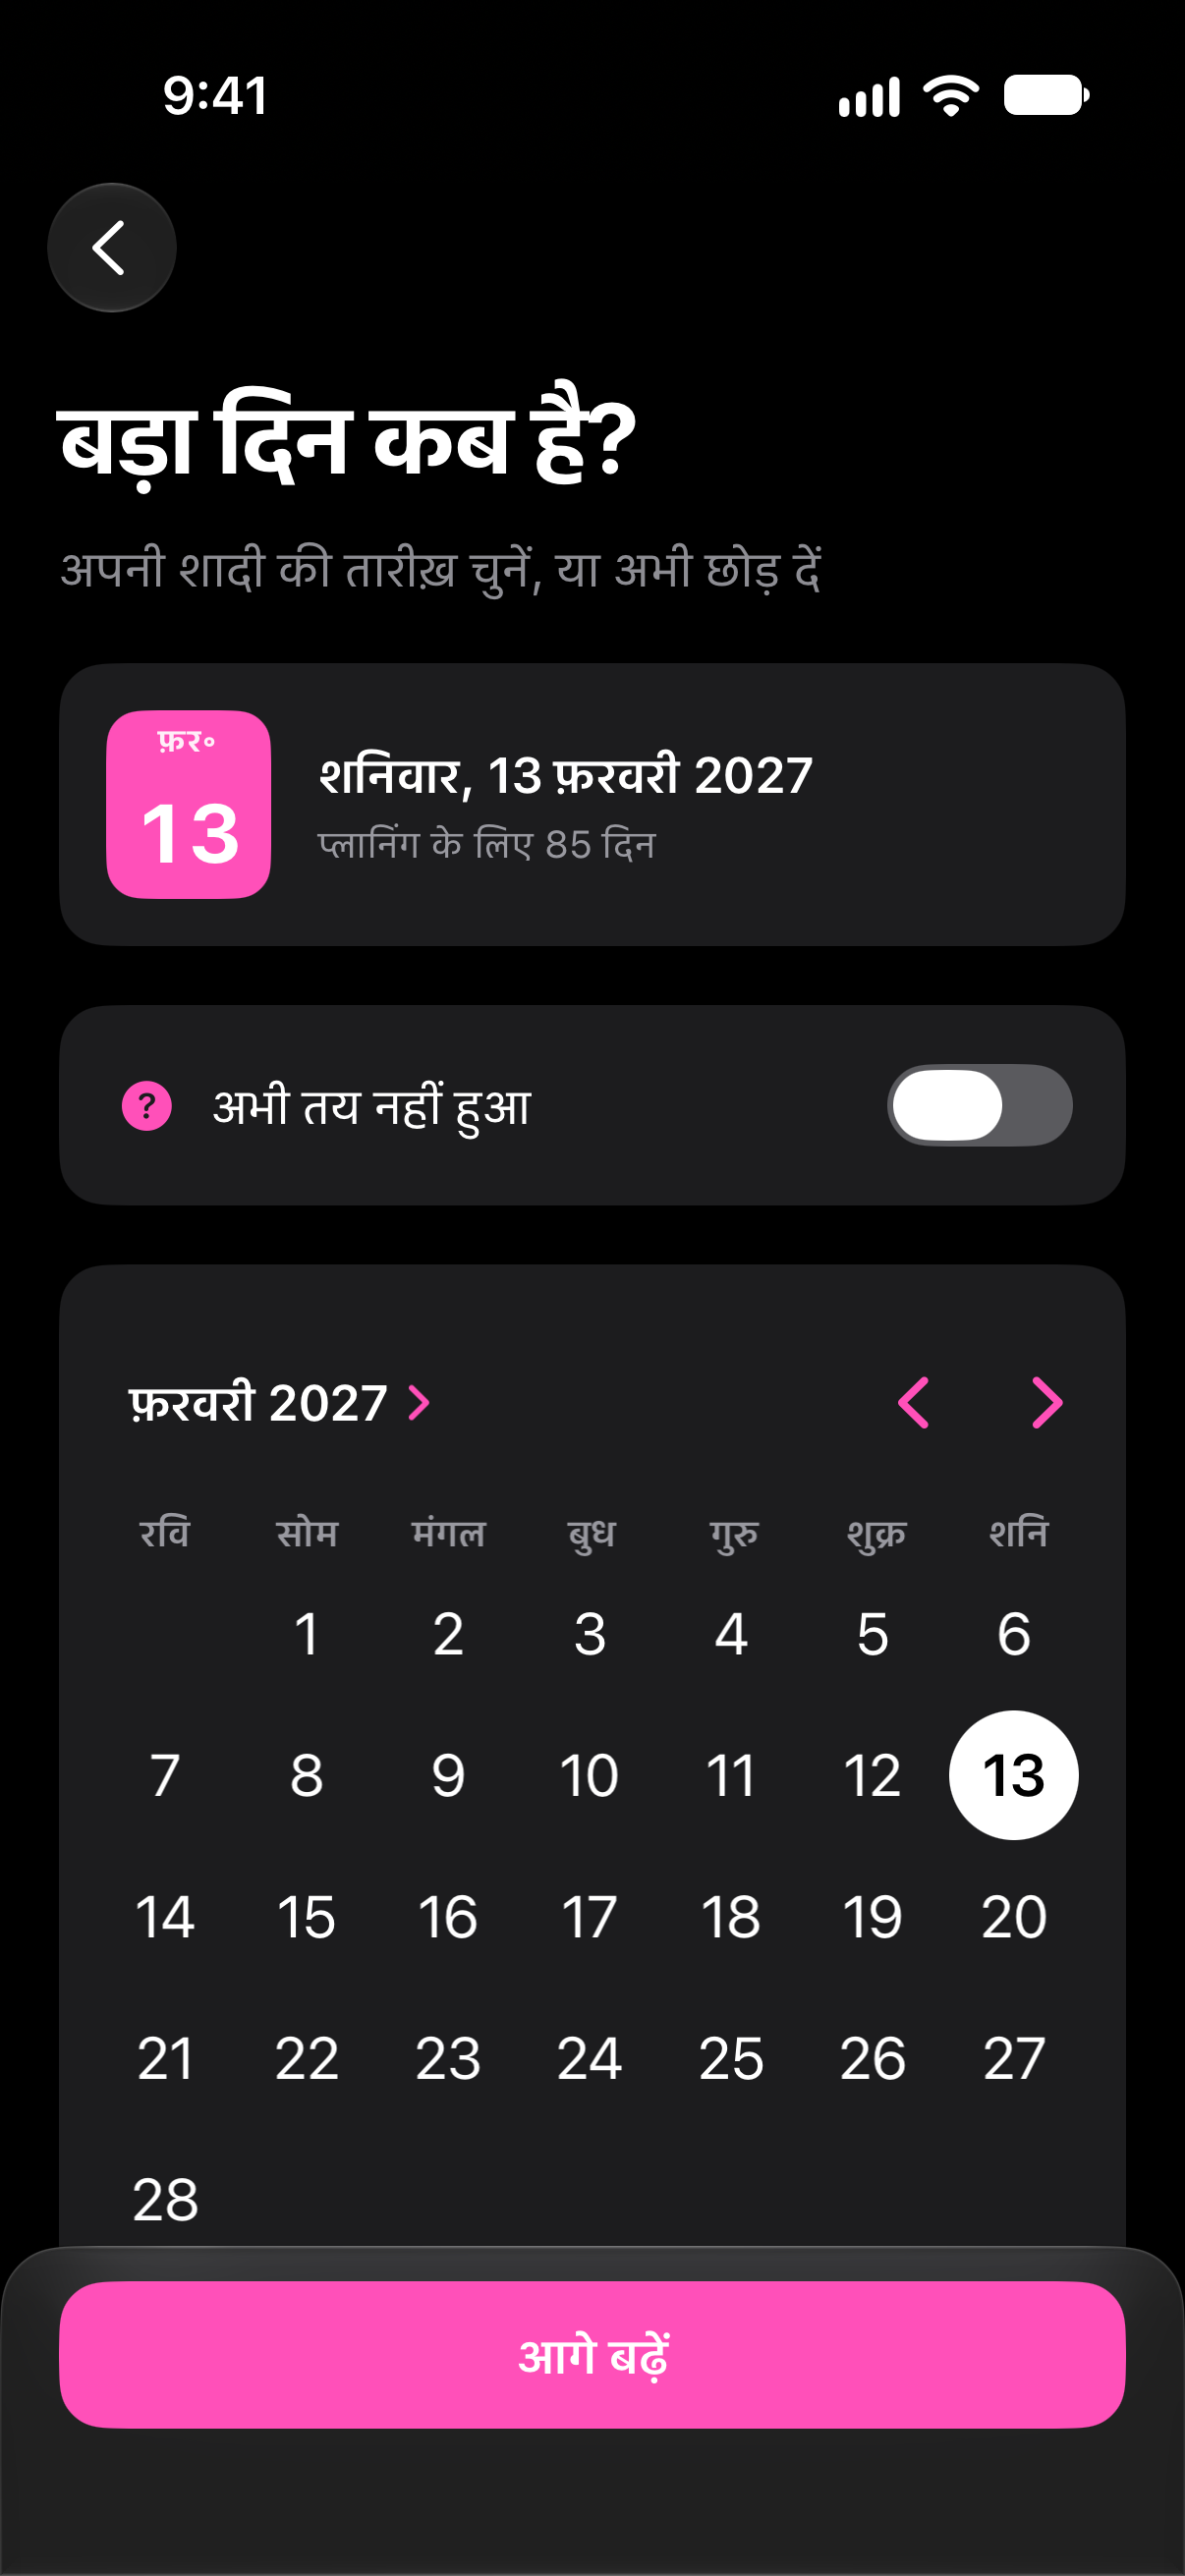 9:41
बड़ा दिन कब है?
अपनी शादी की तारीख़ चुनें, या अभी छोड़ दें
फ़र॰
13
शनिवार, 13 फ़रवरी 2027
प्लानिंग के लिए 85 दिन
? अभी तय नहीं हुआ
फ़रवरी 2027
रवि सोम मंगल बुध गुरु शुक्र शनि
1 2 3 4 5 6
7 8 9 10 11 12 13
14 15 16 17 18 19 20
21 22 23 24 25 26 27
28
आगे बढ़ें